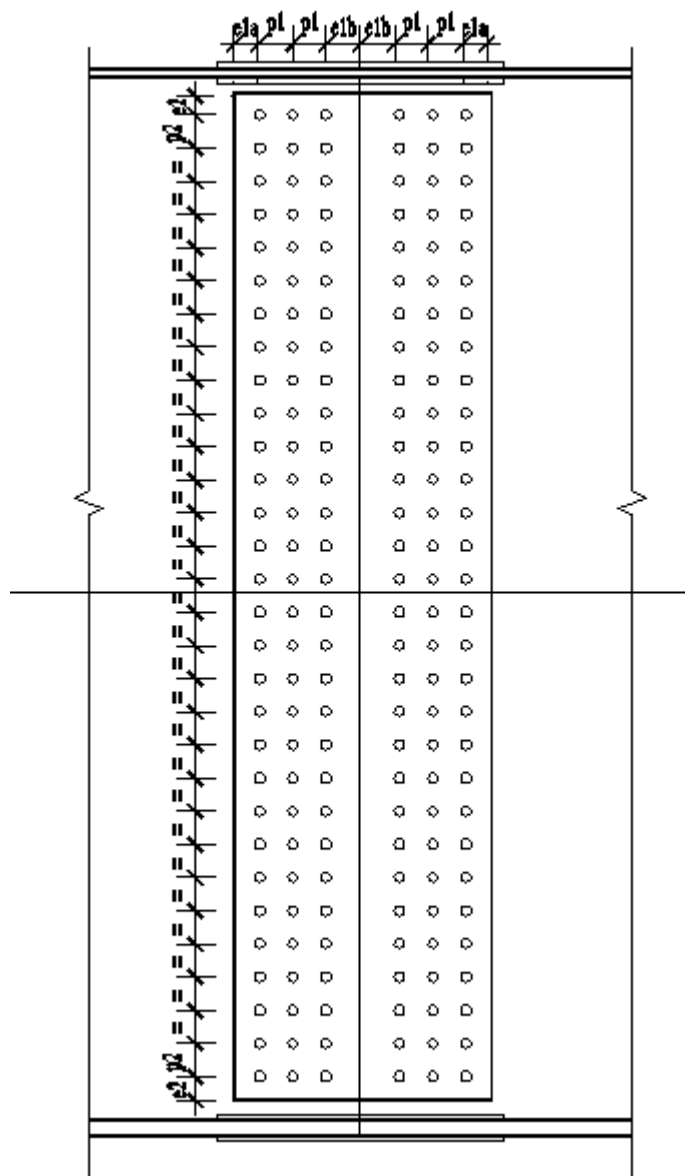 e1a p1 p1 e1b e1b p1 p1 e1a
e2 p2 = = = = = = = = = = = = = = = = = = = = = = = = = = = p2 e2